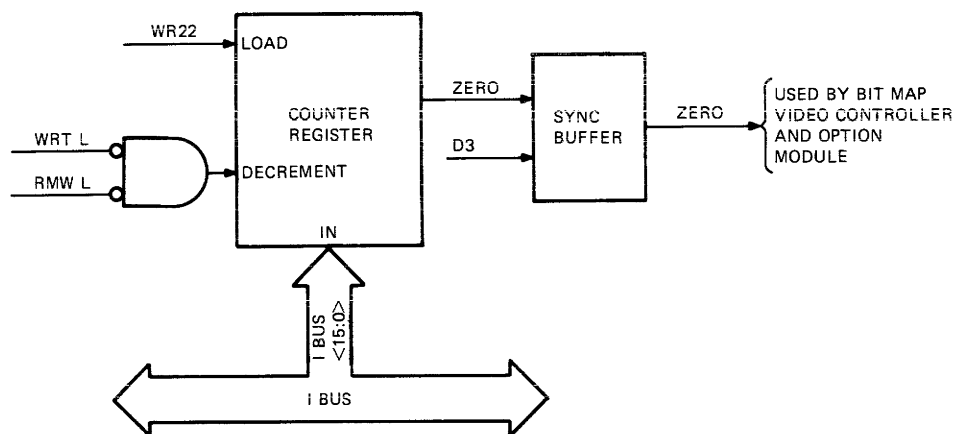 WR22
LOAD
COUNTER
REGISTER
ZERO
SYNC
BUFFER
D3
ZERO
USED BY BIT MAP
VIDEO CONTROLLER
AND OPTION
MODULE
WRT L
RMW L
DECREMENT
IN
I BUS
<15:0>
I BUS